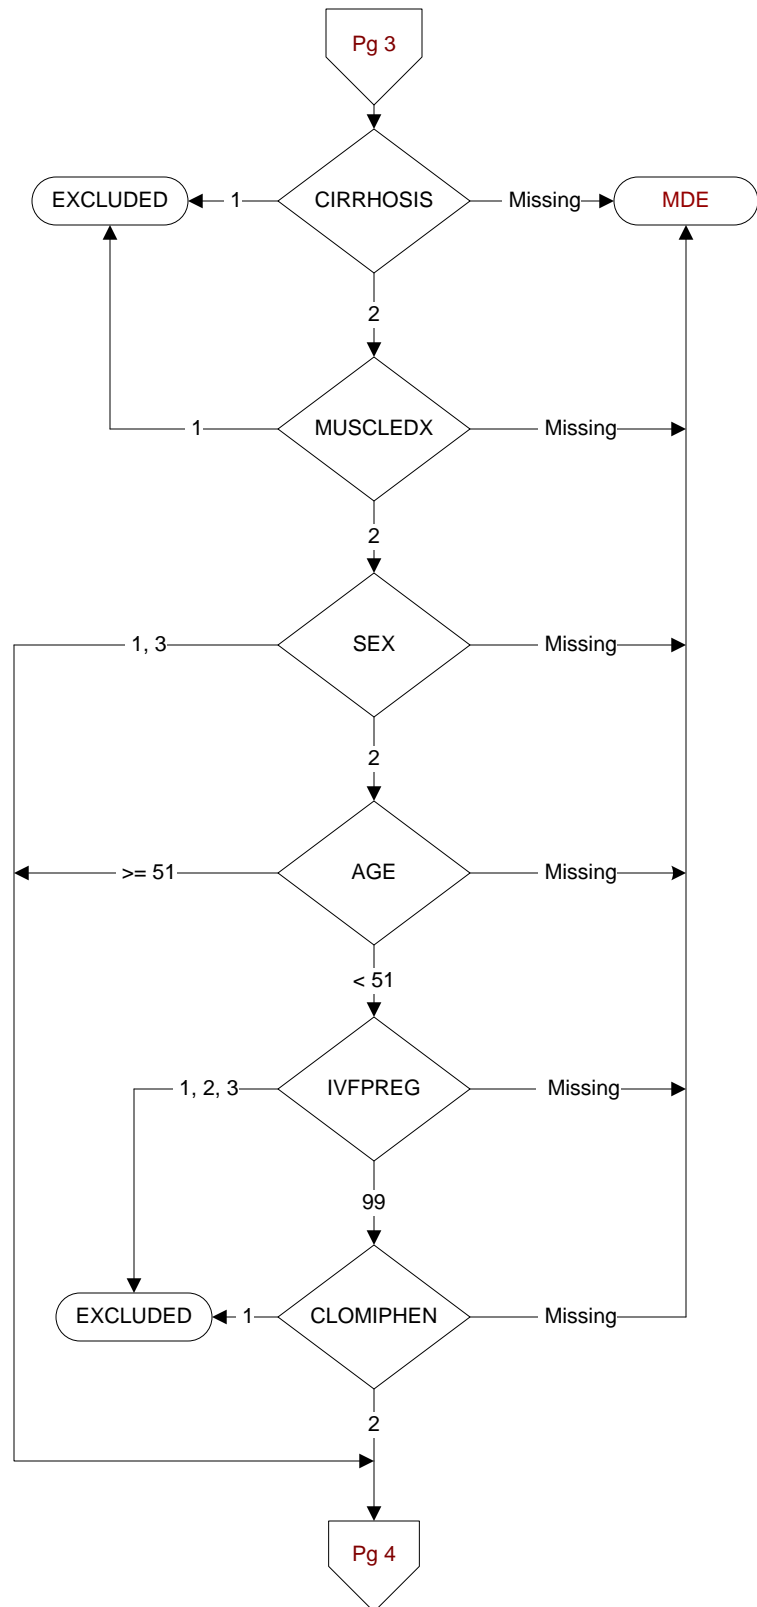 Pg 3
EXCLUDED
1
CIRRHOSIS
Missing
MDE
2
1
MUSCLEDX
Missing
2
1, 3
SEX
Missing
2
>= 51
AGE
Missing
< 51
1, 2, 3
IVFPREG
Missing
99
EXCLUDED
1
CLOMIPHEN
Missing
2
Pg 4